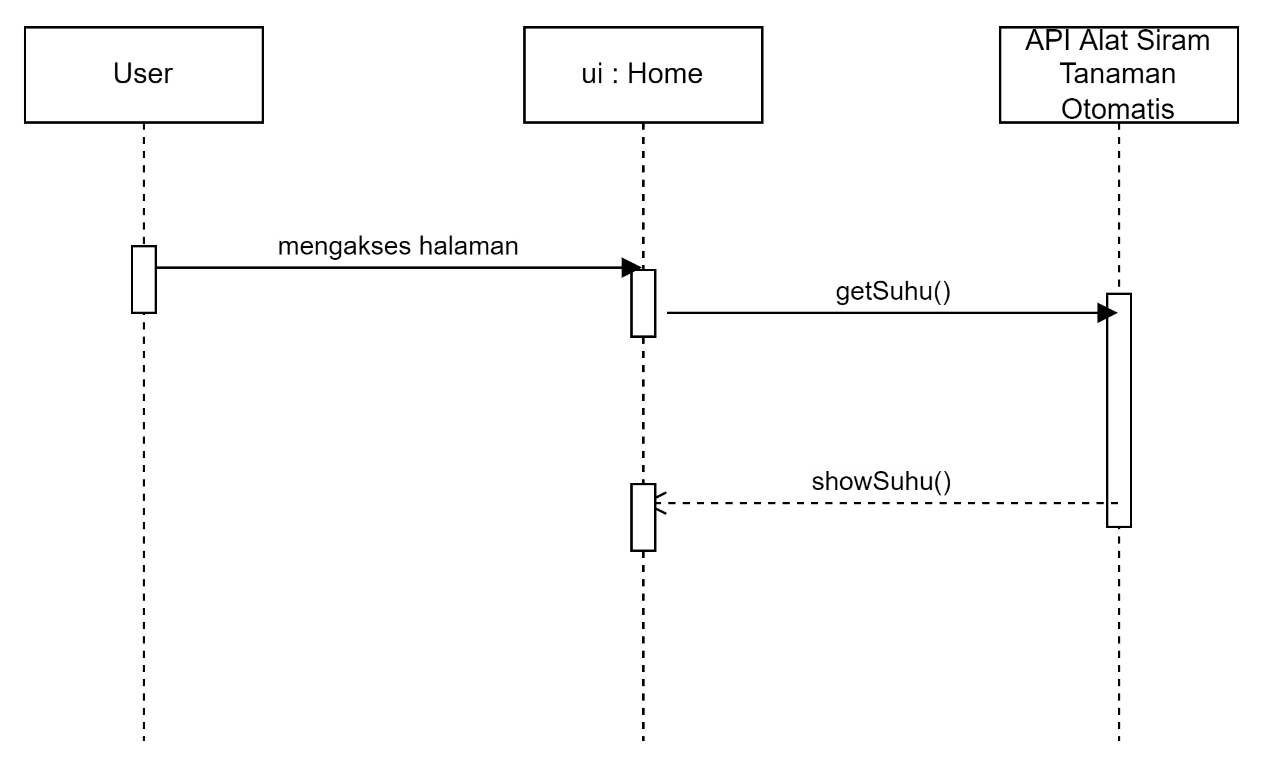 User
ui : Home
API Alat Siram
Tanaman
Otomatis
mengakses halaman
getSuhu()
showSuhu()